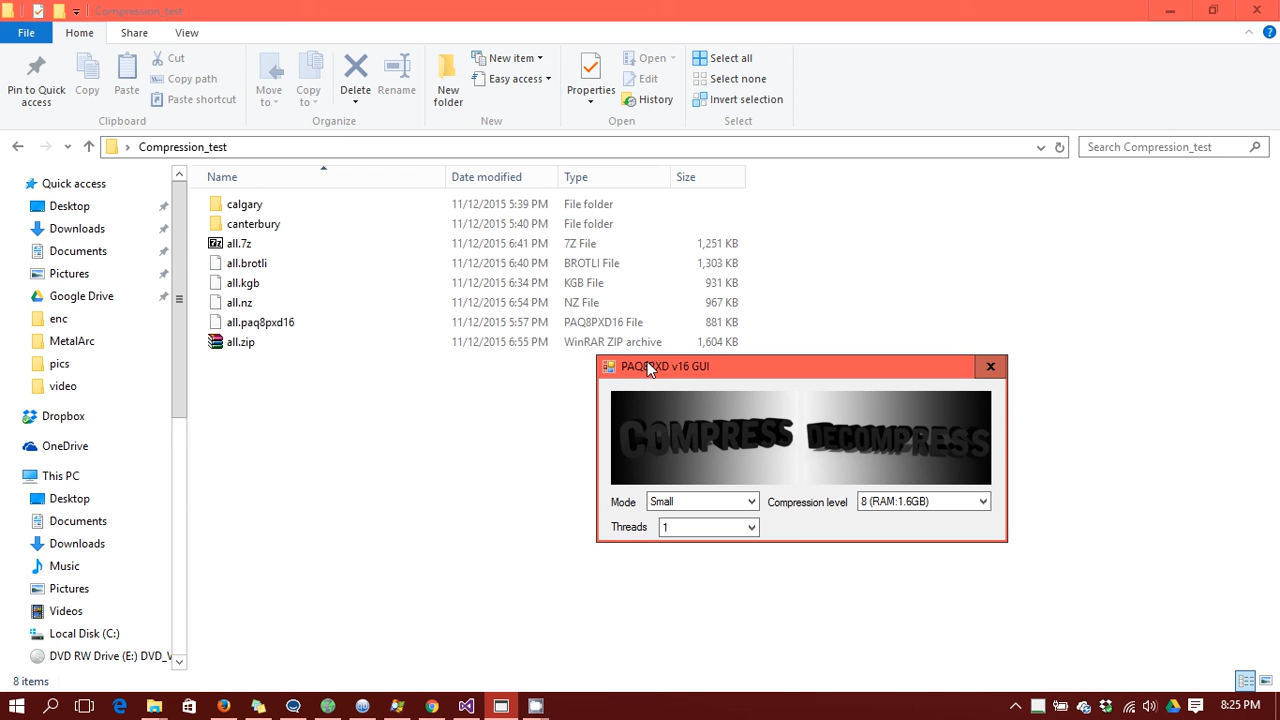 Compression_test
File Home Share View
Pin to Quick access
Copy
Paste
Cut
Copy path
Paste shortcut
Clipboard
Move to
Copy to
Delete
Rename
Organize
New folder
New item
Easy access
New
Properties
Open
Edit
History
Open
Select all
Select none
Invert selection
Select
Compression_test
Search Compression_test
Name Date modified Type Size
Quick access
Desktop
Downloads
Documents
Pictures
Google Drive
enc
MetalArc
pics
video
Dropbox
OneDrive
This PC
Desktop
Documents
Downloads
Music
Pictures
Videos
Local Disk (C:)
DVD RW Drive (E:) DVD_V
calgary 11/12/2015 5:39 PM File folder
canterbury 11/12/2015 5:40 PM File folder
all.7z 11/12/2015 6:41 PM 7Z File 1,251 KB
all.brotli 11/12/2015 6:40 PM BROTLI File 1,303 KB
all.kgb 11/12/2015 6:34 PM KGB File 931 KB
all.nz 11/12/2015 6:54 PM NZ File 967 KB
all.paq8pxd16 11/12/2015 5:57 PM PAQ8PXD16 File 881 KB
all.zip 11/12/2015 6:55 PM WinRAR ZIP archive 1,604 KB
PAQ8PXD v16 GUI
COMPRESS DECOMPRESS
Mode Small Compression level 8 (RAM:1.6GB)
Threads 1
8 items
8:25 PM